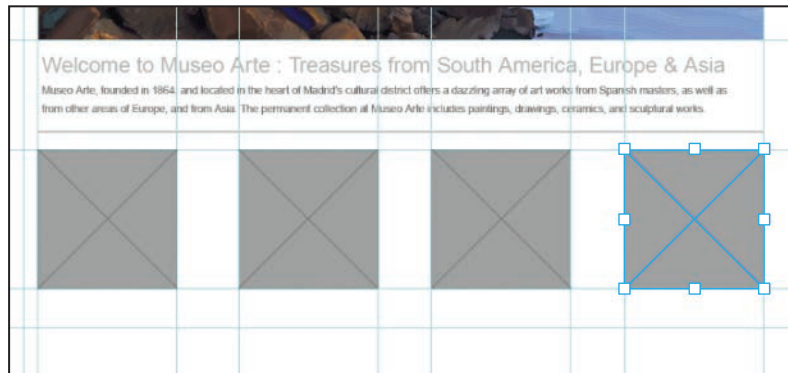 Welcome to Museo Arte : Treasures from South America, Europe & Asia
Museo Arte, founded in 1864 and located in the heart of Madrid's cultural district offers a dazzling array of art works from Spanish masters, as well as
from other areas of Europe, and from Asia. The permanent collection at Museo Arte includes paintings, drawings, ceramics, and sculptural works.